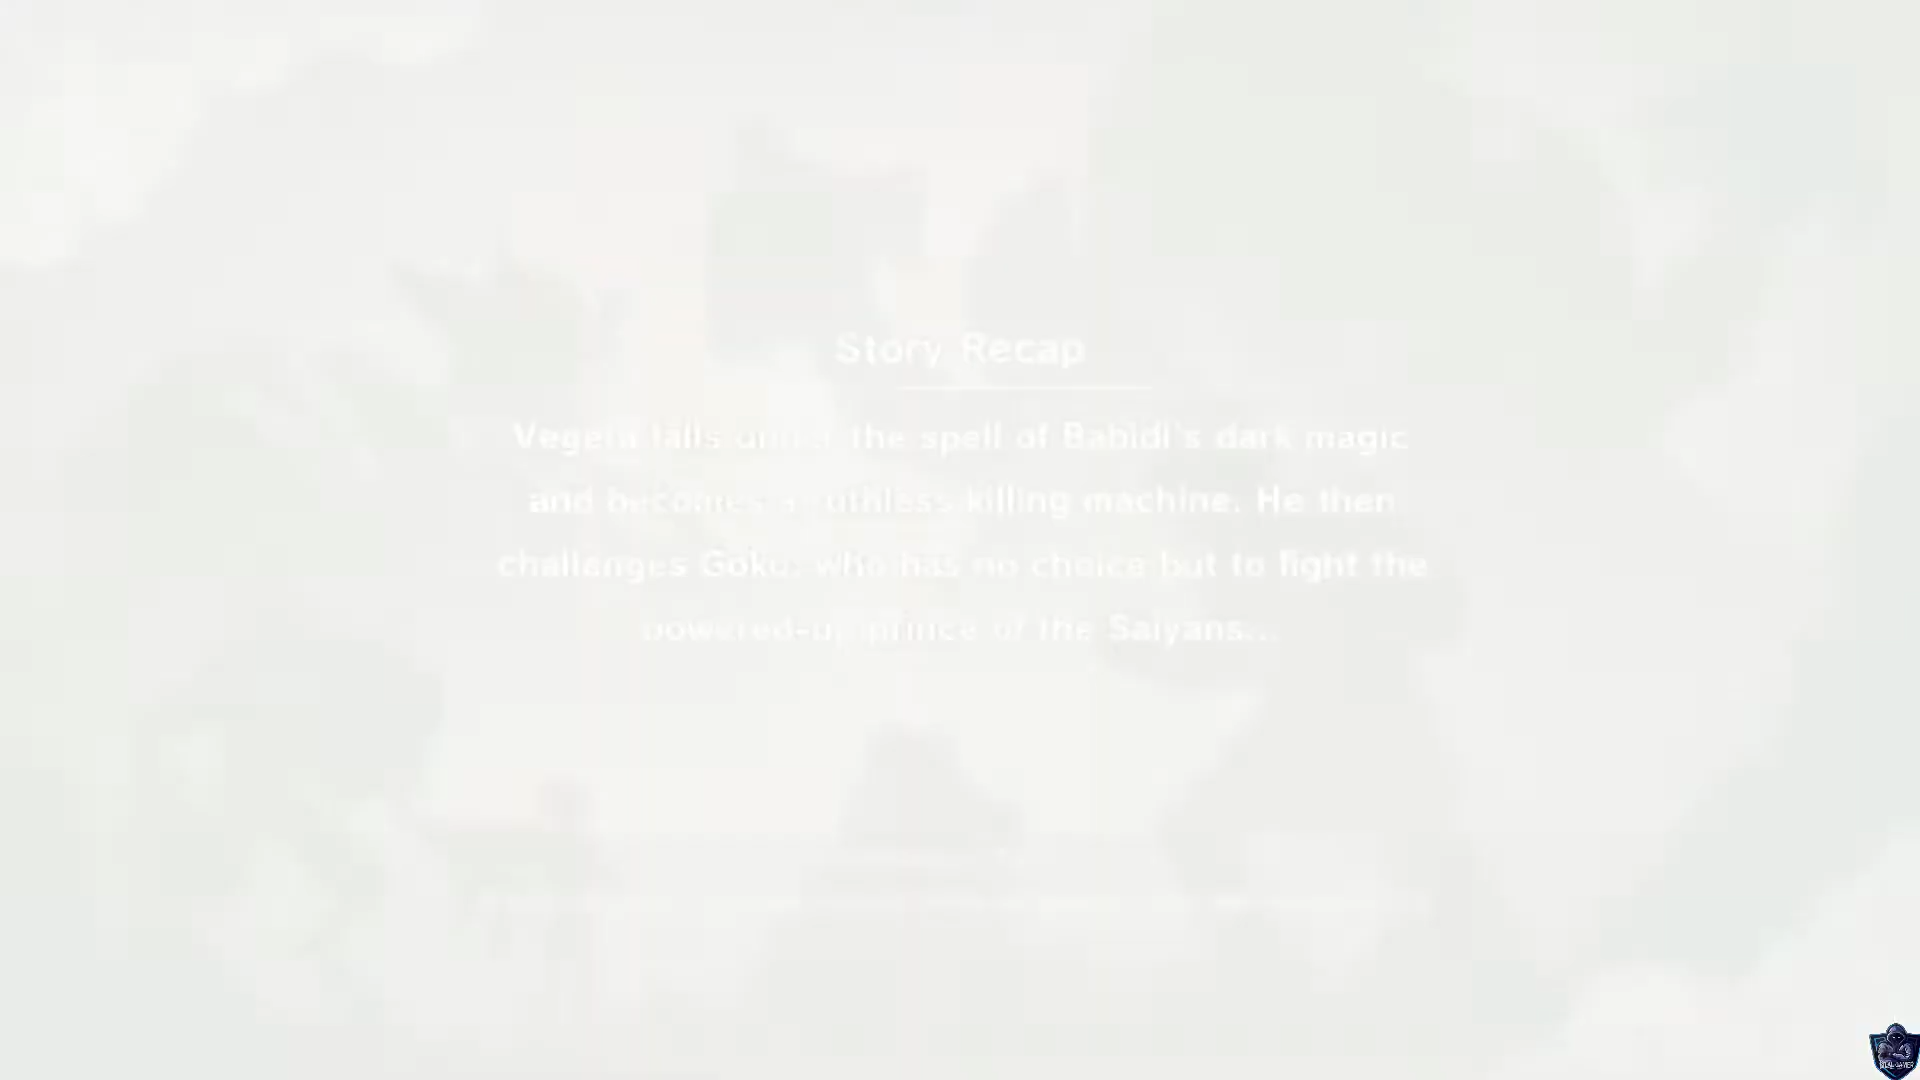 Story Recap
Vegeta falls under the spell of Babidi's dark magic
and becomes a ruthless killing machine. He then
challenges Goku, who has no choice but to fight the
powered-up prince of the Saiyans...